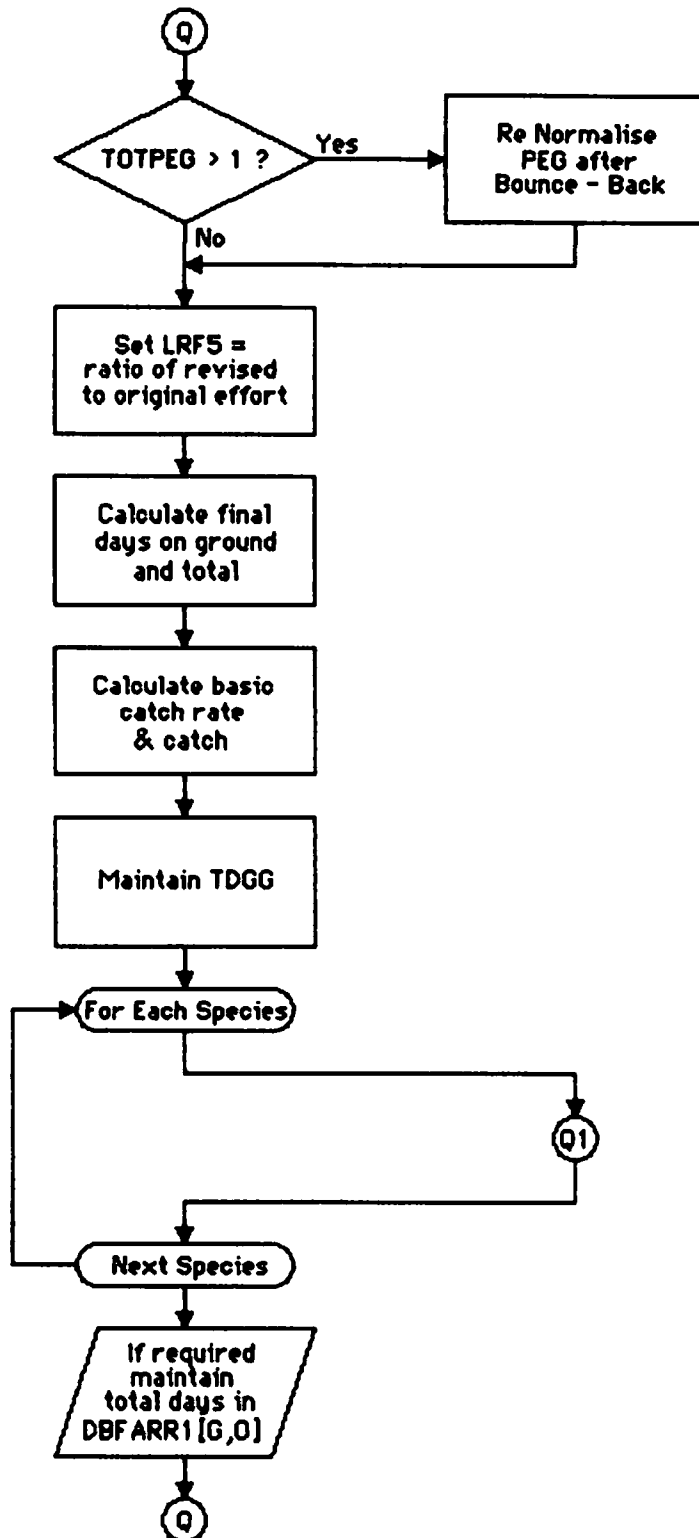 Q
TOTPEG > 1 ?
Yes
Re Normalise
PEG after
Bounce - Back
No
Set LRF5 =
ratio of revised
to original effort
Calculate final
days on ground
and total
Calculate basic
catch rate
& catch
Maintain TDGG
For Each Species
Q1
Next Species
If required
maintain
total days in
DBFARR1[G,0]
Q